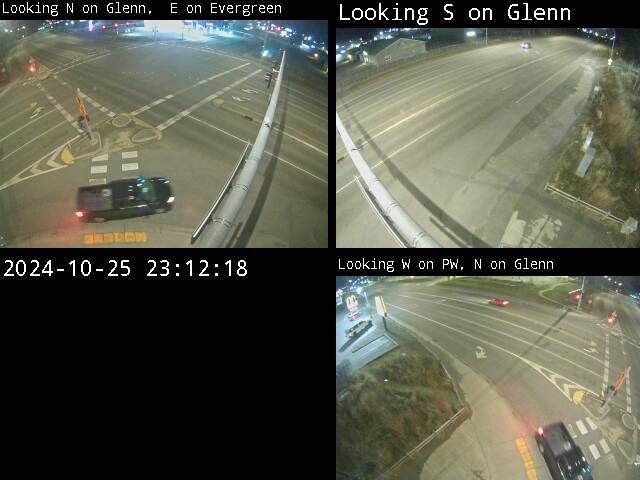 Looking N on Glenn,  E on Evergreen
Looking S on Glenn
2024-10-25 23:12:18
Looking W on PW, N on Glenn